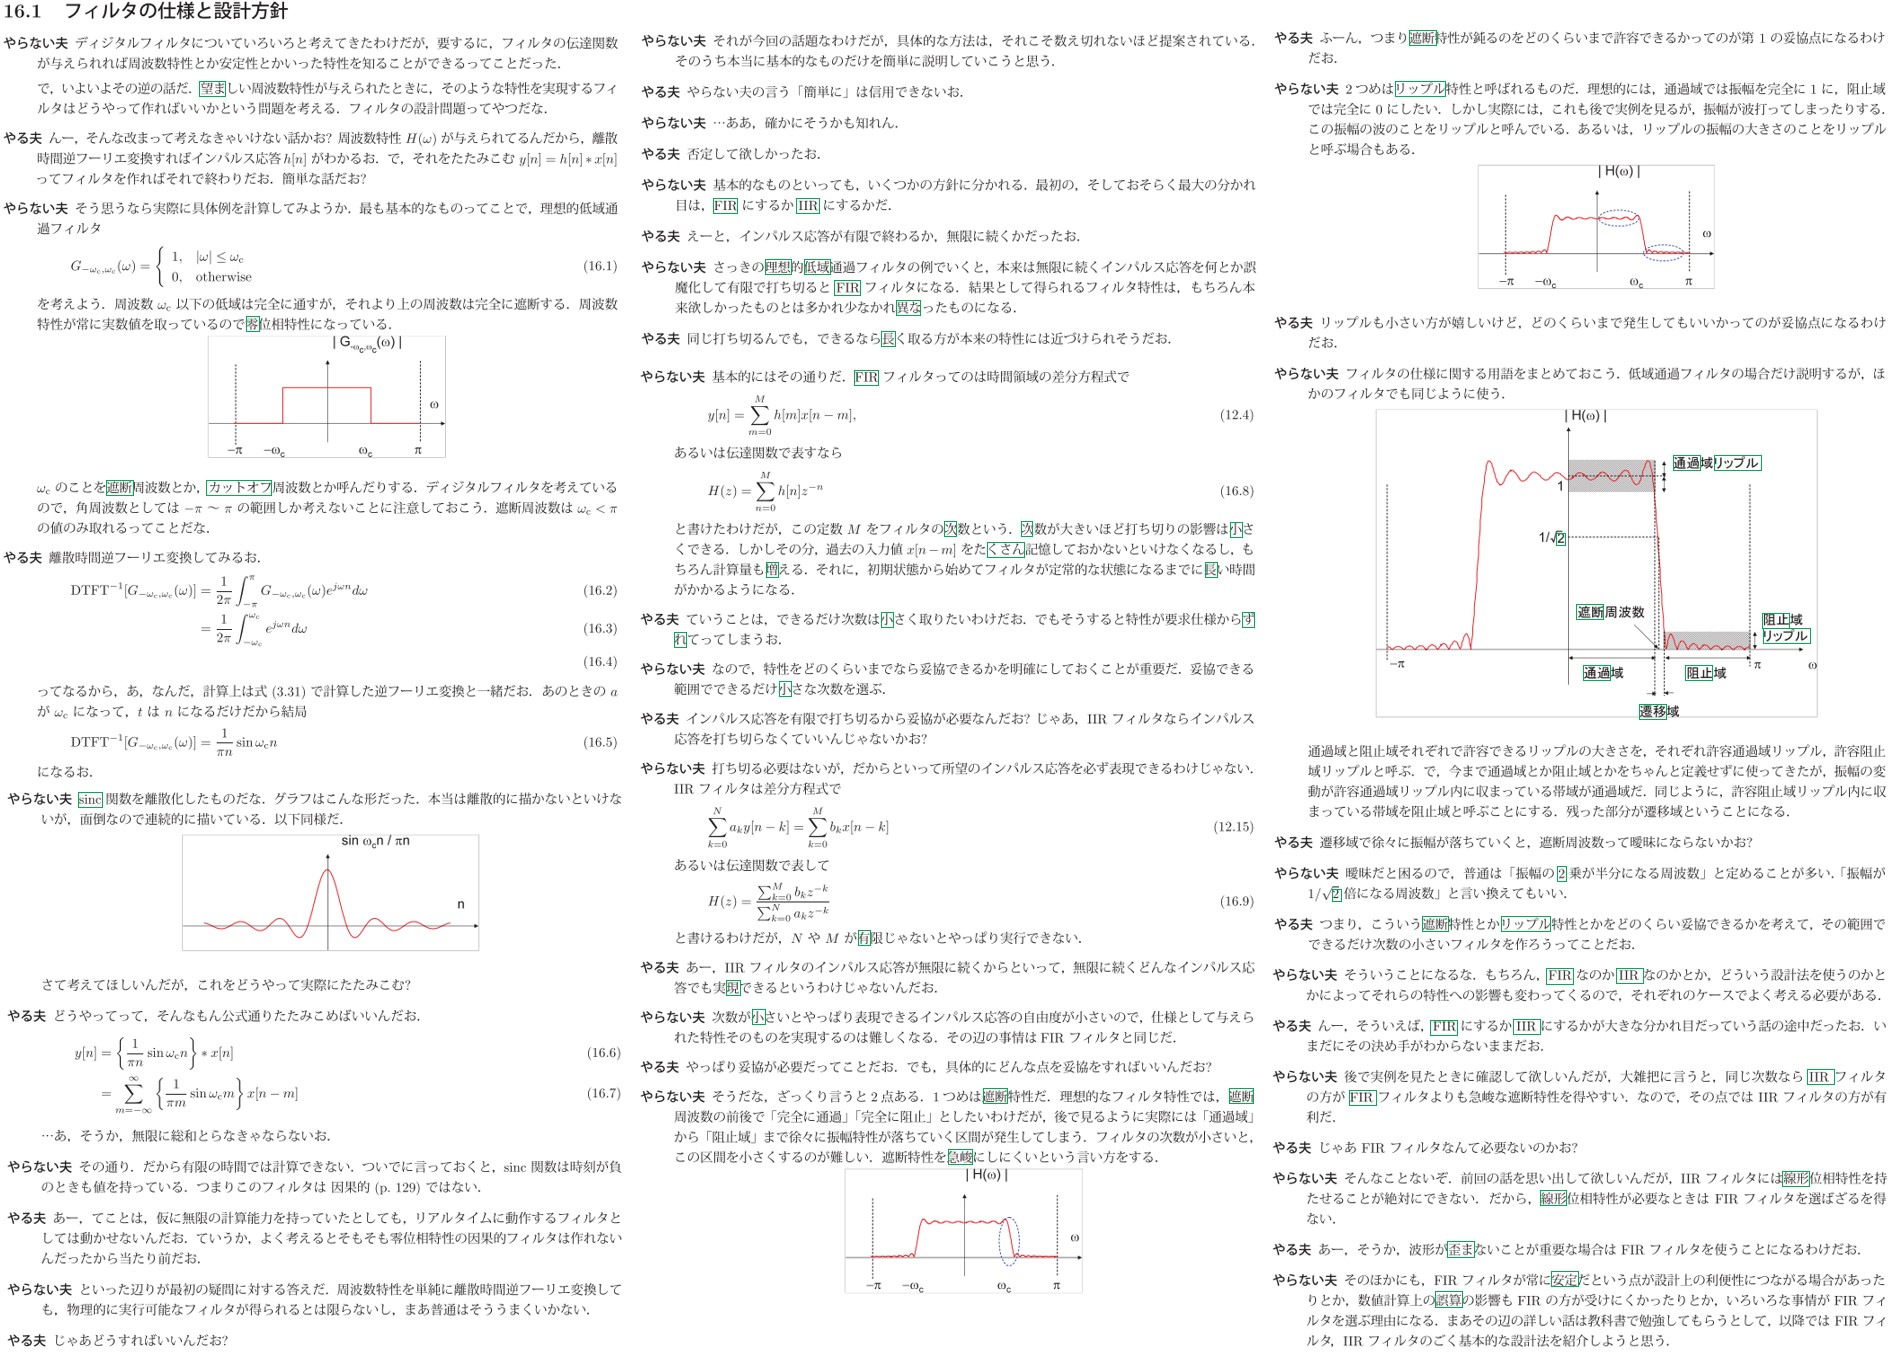 16.1 フィルタの仕様と設計方針
やらない夫 ディジタルフィルタについていろいろと考えてきたわけだが，要するに，フィルタの伝達関数
が与えられれば周波数特性とか安定性とかいった特性を知ることができるってことだった．
で，いよいよその逆の話だ．望ましい周波数特性が与えられたときに，そのような特性を実現するフィ
ルタはどうやって作ればいいかという問題を考える．フィルタの設計問題ってやつだな．
やる夫 んー，そんな改まって考えなきゃいけない話かお? 周波数特性 H(ω) が与えられてるんだから，離散
時間逆フーリエ変換すればインパルス応答 h[n] がわかるお．で，それをたたみこむ y[n] = h[n] ∗ x[n]
ってフィルタを作ればそれで終わりだお．簡単な話だお?
やらない夫 そう思うなら実際に具体例を計算してみようか．最も基本的なものってことで，理想的低域通
過フィルタ
G₋ω_c,ω_c(ω) = { 1, |ω| ≤ ω_c
0, otherwise (16.1)
を考えよう．周波数 ω_c 以下の低域は完全に通すが，それより上の周波数は完全に遮断する．周波数
特性が常に実数値を取っているので零位相特性になっている．
| G_-ωc,ωc(ω) |
ω
−π −ω_c ω_c π
ω_c のことを遮断周波数とか，カットオフ周波数とか呼んだりする．ディジタルフィルタを考えている
ので，角周波数としては −π ～ π の範囲しか考えないことに注意しておこう．遮断周波数は ω_c < π
の値のみ取れるってことだな．
やる夫 離散時間逆フーリエ変換してみるお．
DTFT⁻¹[G₋ω_c,ω_c(ω)] = 1/2π ∫_{−π}^{π} G₋ω_c,ω_c(ω)e^{jωn}dω (16.2)
= 1/2π ∫_{−ω_c}^{ω_c} e^{jωn}dω (16.3)
(16.4)
ってなるから，あ，なんだ，計算上は式 (3.31) で計算した逆フーリエ変換と一緒だお．あのときの a
が ω_c になって，t は n になるだけだから結局
DTFT⁻¹[G₋ω_c,ω_c(ω)] = 1/πn sin ω_c n (16.5)
になるお．
やらない夫 sinc 関数を離散化したものだな．グラフはこんな形だった．本当は離散的に描かないといけな
いが，面倒なので連続的に描いている．以下同様だ．
sin ω_c n / πn
n
さて考えてほしいんだが，これをどうやって実際にたたみこむ?
やる夫 どうやってって，そんなもん公式通りたたみこめばいいんだお．
y[n] = {1/πn sin ω_c n} ∗ x[n] (16.6)
= ∑_{m=−∞}^{∞} {1/πm sin ω_c m} x[n − m] (16.7)
…あ，そうか，無限に総和とらなきゃならないお．
やらない夫 その通り．だから有限の時間では計算できない．ついでに言っておくと，sinc 関数は時刻が負
のときも値を持っている．つまりこのフィルタは 因果的 (p. 129) ではない．
やる夫 あー，てことは，仮に無限の計算能力を持っていたとしても，リアルタイムに動作するフィルタと
しては動かせないんだお．ていうか，よく考えるとそもそも零位相特性の因果的フィルタは作れない
んだったから当たり前だお．
やらない夫 といった辺りが最初の疑問に対する答えだ．周波数特性を単純に離散時間逆フーリエ変換して
も，物理的に実行可能なフィルタが得られるとは限らないし，まあ普通はそううまくいかない．
やる夫 じゃあどうすればいいんだお?
やらない夫 それが今回の話題なわけだが，具体的な方法は，それこそ数え切れないほど提案されている．
そのうち本当に基本的なものだけを簡単に説明していこうと思う．
やる夫 やらない夫の言う「簡単に」は信用できないお．
やらない夫 …ああ，確かにそうかも知れん．
やる夫 否定して欲しかったお．
やらない夫 基本的なものといっても，いくつかの方針に分かれる．最初の，そしておそらく最大の分かれ
目は，FIR にするか IIR にするかだ．
やる夫 えーと，インパルス応答が有限で終わるか，無限に続くかだったお．
やらない夫 さっきの理想的低域通過フィルタの例でいくと，本来は無限に続くインパルス応答を何とか誤
魔化して有限で打ち切ると FIR フィルタになる．結果として得られるフィルタ特性は，もちろん本
来欲しかったものとは多かれ少なかれ異なったものになる．
やる夫 同じ打ち切るんでも，できるなら長く取る方が本来の特性には近づけられそうだお．
やらない夫 基本的にはその通りだ．FIR フィルタってのは時間領域の差分方程式で
y[n] = ∑_{m=0}^{M} h[m]x[n − m], (12.4)
あるいは伝達関数で表すなら
H(z) = ∑_{n=0}^{M} h[n]z^{−n} (16.8)
と書けたわけだが，この定数 M をフィルタの次数という．次数が大きいほど打ち切りの影響は小さ
くできる．しかしその分，過去の入力値 x[n−m] をたくさん記憶しておかないといけなくなるし，も
ちろん計算量も増える．それに，初期状態から始めてフィルタが定常的な状態になるまでに長い時間
がかかるようになる．
やる夫 ていうことは，できるだけ次数は小さく取りたいわけだお．でもそうすると特性が要求仕様からず
れてってしまうお．
やらない夫 なので，特性をどのくらいまでなら妥協できるかを明確にしておくことが重要だ．妥協できる
範囲でできるだけ小さな次数を選ぶ．
やる夫 インパルス応答を有限で打ち切るから妥協が必要なんだお? じゃあ，IIR フィルタならインパルス
応答を打ち切らなくていいんじゃないかお?
やらない夫 打ち切る必要はないが，だからといって所望のインパルス応答を必ず表現できるわけじゃない．
IIR フィルタは差分方程式で
∑_{k=0}^{N} a_k y[n − k] = ∑_{k=0}^{M} b_k x[n − k] (12.15)
あるいは伝達関数で表して
H(z) = ∑_{k=0}^{M} b_k z^{−k} / ∑_{k=0}^{N} a_k z^{−k} (16.9)
と書けるわけだが，N や M が有限じゃないとやっぱり実行できない．
やる夫 あー，IIR フィルタのインパルス応答が無限に続くからといって，無限に続くどんなインパルス応
答でも実現できるというわけじゃないんだお．
やらない夫 次数が小さいとやっぱり表現できるインパルス応答の自由度が小さいので，仕様として与えら
れた特性そのものを実現するのは難しくなる．その辺の事情は FIR フィルタと同じだ．
やる夫 やっぱり妥協が必要だってことだお．でも，具体的にどんな点を妥協をすればいいんだお?
やらない夫 そうだな，ざっくり言うと 2 点ある．1 つめは遮断特性だ．理想的なフィルタ特性では，遮断
周波数の前後で「完全に通過」「完全に阻止」としたいわけだが，後で見るように実際には「通過域」
から「阻止域」まで徐々に振幅特性が落ちていく区間が発生してしまう．フィルタの次数が小さいと，
この区間を小さくするのが難しい．遮断特性を急峻にしにくいという言い方をする．
| H(ω) |
ω
−π −ω_c ω_c π
やる夫 ふーん，つまり遮断特性が鈍るのをどのくらいまで許容できるかってのが第 1 の妥協点になるわけ
だお．
やらない夫 2 つめはリップル特性と呼ばれるものだ．理想的には，通過域では振幅を完全に 1 に，阻止域
では完全に 0 にしたい．しかし実際には，これも後で実例を見るが，振幅が波打ってしまったりする．
この振幅の波のことをリップルと呼んでいる．あるいは，リップルの振幅の大きさのことをリップル
と呼ぶ場合もある．
| H(ω) |
ω
−π −ω_c ω_c π
やる夫 リップルも小さい方が嬉しいけど，どのくらいまで発生してもいいかってのが妥協点になるわけ
だお．
やらない夫 フィルタの仕様に関する用語をまとめておこう．低域通過フィルタの場合だけ説明するが，ほ
かのフィルタでも同じように使う．
| H(ω) |
通過域リップル
1
1/√2
遮断周波数
阻止域
リップル
−π π ω
通過域 阻止域
遷移域
通過域と阻止域それぞれで許容できるリップルの大きさを，それぞれ許容通過域リップル，許容阻止
域リップルと呼ぶ．で，今まで通過域とか阻止域とかをちゃんと定義せずに使ってきたが，振幅の変
動が許容通過域リップル内に収まっている帯域が通過域だ．同じように，許容阻止域リップル内に収
まっている帯域を阻止域と呼ぶことにする．残った部分が遷移域ということになる．
やる夫 遷移域で徐々に振幅が落ちていくと，遮断周波数って曖昧にならないかお?
やらない夫 曖昧だと困るので，普通は「振幅の 2 乗が半分になる周波数」と定めることが多い．「振幅が
1/√2 倍になる周波数」と言い換えてもいい．
やる夫 つまり，こういう遮断特性とかリップル特性とかをどのくらい妥協できるかを考えて，その範囲で
できるだけ次数の小さいフィルタを作ろうってことだお．
やらない夫 そういうことになるな．もちろん，FIR なのか IIR なのかとか，どういう設計法を使うのかと
かによってそれらの特性への影響も変わってくるので，それぞれのケースでよく考える必要がある．
やる夫 んー，そういえば，FIR にするか IIR にするかが大きな分かれ目だっていう話の途中だったお．い
まだにその決め手がわからないままだお．
やらない夫 後で実例を見たときに確認して欲しいんだが，大雑把に言うと，同じ次数なら IIR フィルタ
の方が FIR フィルタよりも急峻な遮断特性を得やすい．なので，その点では IIR フィルタの方が有
利だ．
やる夫 じゃあ FIR フィルタなんて必要ないのかお?
やらない夫 そんなことないぞ．前回の話を思い出して欲しいんだが，IIR フィルタには線形位相特性を持
たせることが絶対にできない．だから，線形位相特性が必要なときは FIR フィルタを選ばざるを得
ない．
やる夫 あー，そうか，波形が歪まないことが重要な場合は FIR フィルタを使うことになるわけだお．
やらない夫 そのほかにも，FIR フィルタが常に安定だという点が設計上の利便性につながる場合があった
りとか，数値計算上の誤算の影響も FIR の方が受けにくかったりとか，いろいろな事情が FIR フィ
ルタを選ぶ理由になる．まあその辺の詳しい話は教科書で勉強してもらうとして，以降では FIR フィ
ルタ，IIR フィルタのごく基本的な設計法を紹介しようと思う．